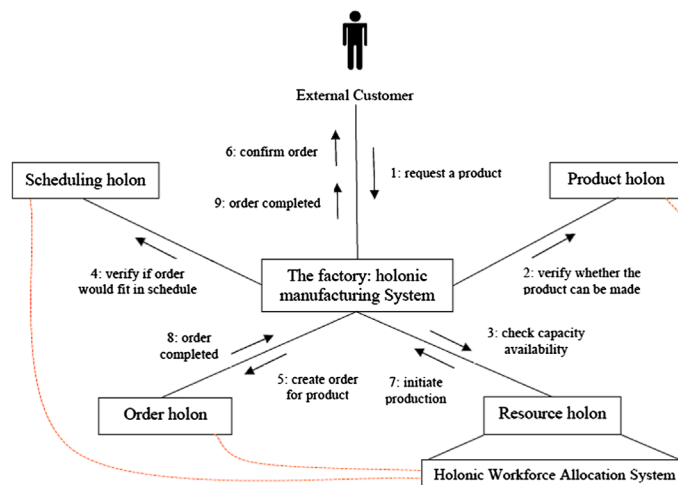 External Customer
6: confirm order
1: request a product
Scheduling holon
Product holon
9: order completed
4: verify if order
would fit in schedule
The factory: holonic
manufacturing System
2: verify whether the
product can be made
8: order
completed
3: check capacity
availability
5: create order
for product
7: initiate
production
Order holon
Resource holon
Holonic Workforce Allocation System